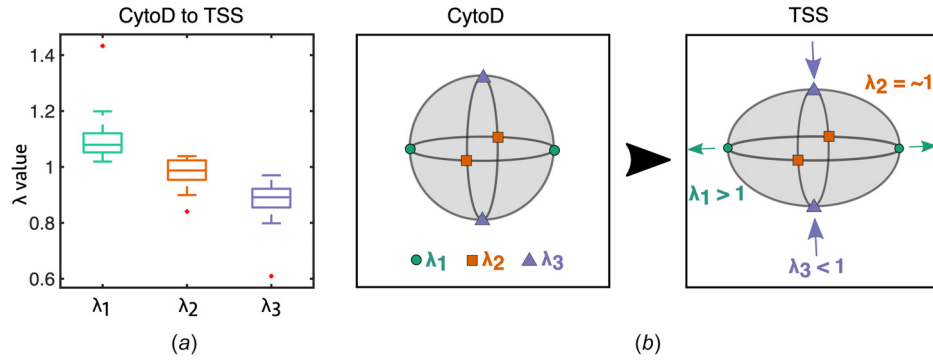 CytoD to TSS
λ value
1.4
1.2
1
0.8
0.6
λ1
λ2
λ3
(a)
CytoD
λ1 λ2 λ3
TSS
λ2 = ~1
λ1 > 1
λ3 < 1
(b)